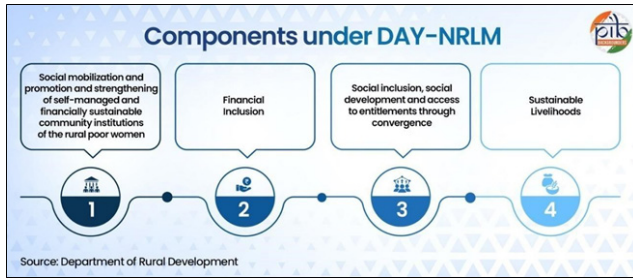 Components under DAY-NRLM
pib
Social mobilization and
promotion and strengthening
of self-managed and
financially sustainable
community institutions
of the rural poor women
Financial
Inclusion
Social inclusion, social
development and access
to entitlements through
convergence
Sustainable
Livelihoods
1
2
3
4
Source: Department of Rural Development